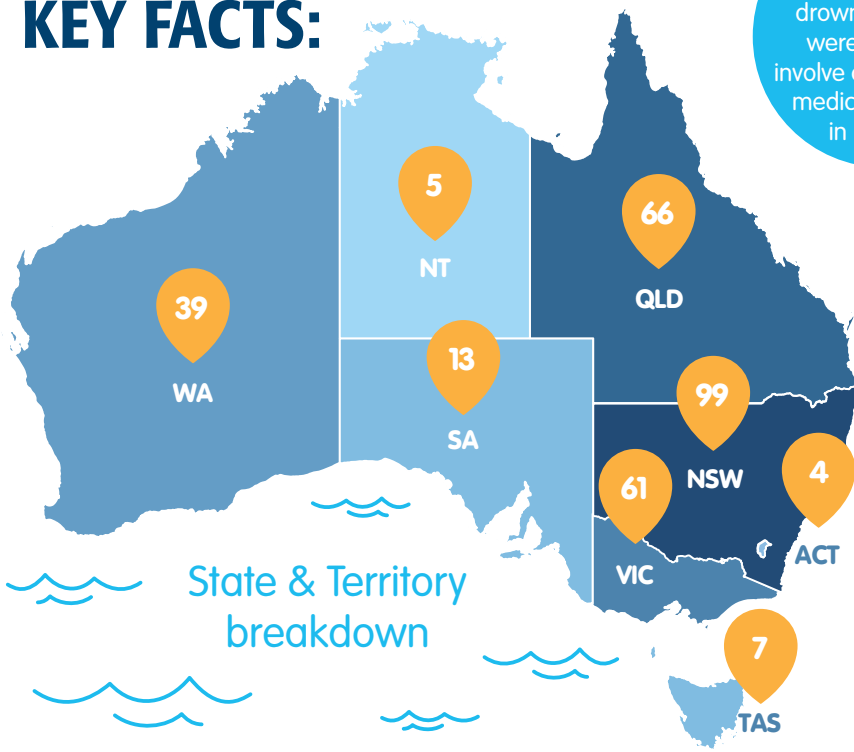 KEY FACTS:
were
involve
in
5
NT
66
QLD
39
WA
13
SA
99
NSW
61
VIC
4
ACT
State & Territory
breakdown
7
TAS